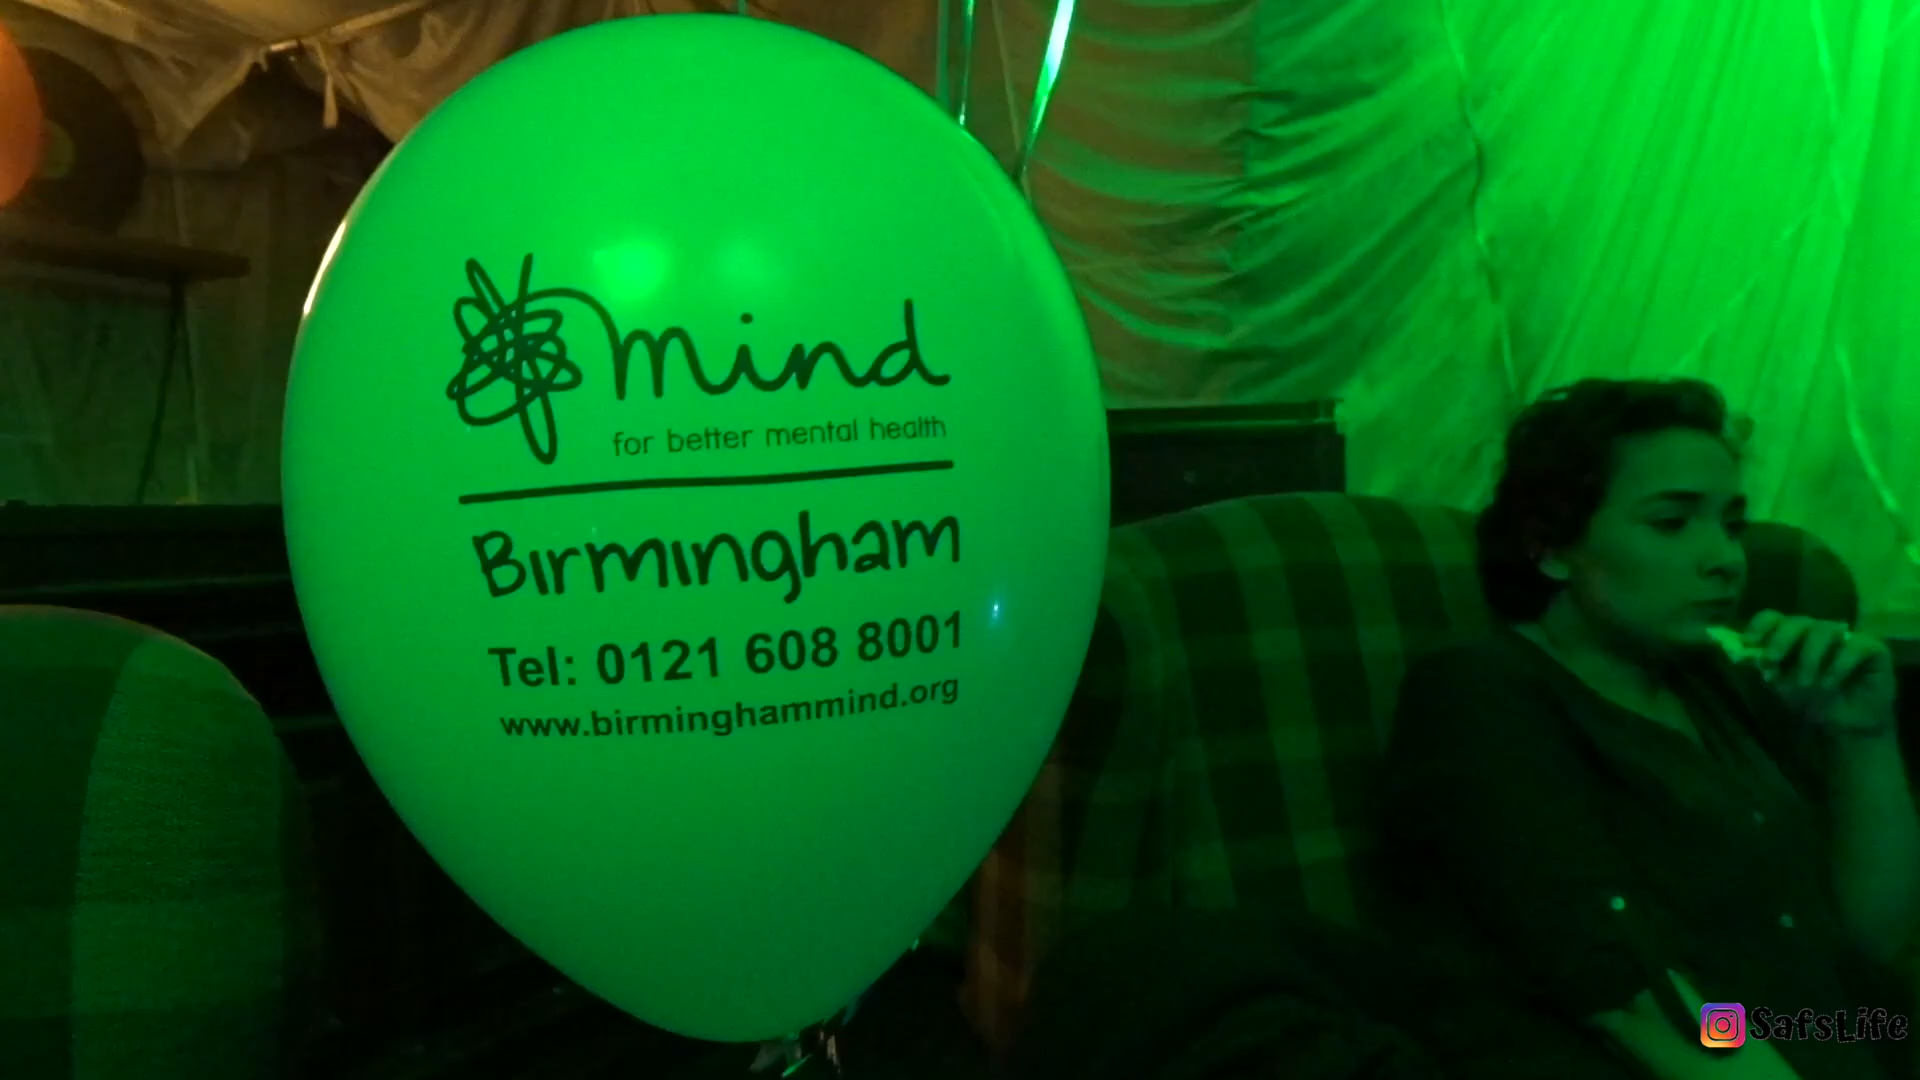 mind
for better mental health
Birmingham
Tel: 0121 608 8001
www.birminghammind.org
SafsLife